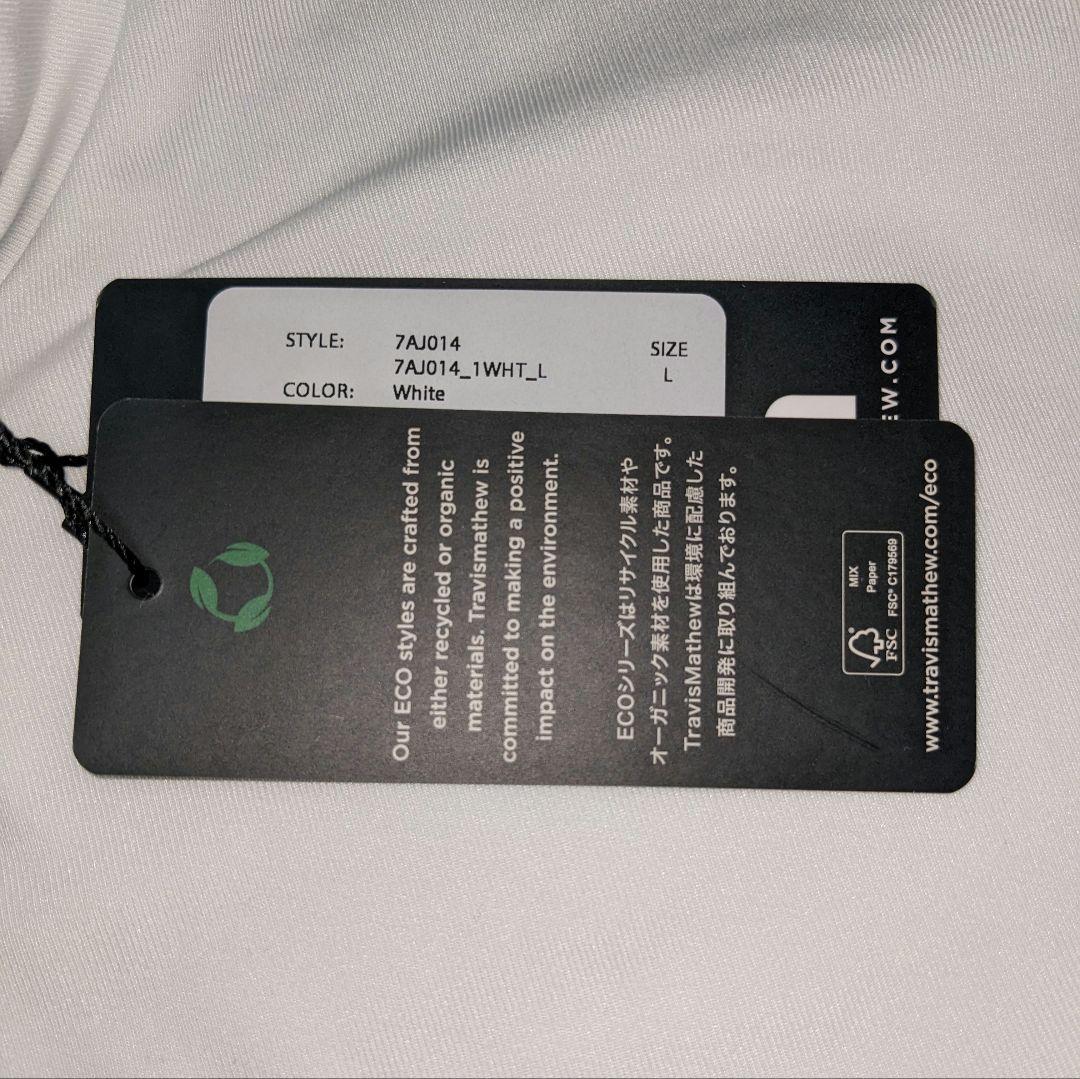 STYLE: 7AJ014
7AJ014_1WHT_L
COLOR: White
SIZE
L
EW.COM
Our ECO styles are crafted from
either recycled or organic
materials. Travismathew is
committed to making a positive
impact on the environment.
ECOシリーズはリサイクル素材や
オーガニック素材を使用した商品です。
TravisMathewは環境に配慮した
商品開発に取り組んでおります。
FSC
MIX
Paper
FSC® C179569
www.travismathew.com/eco